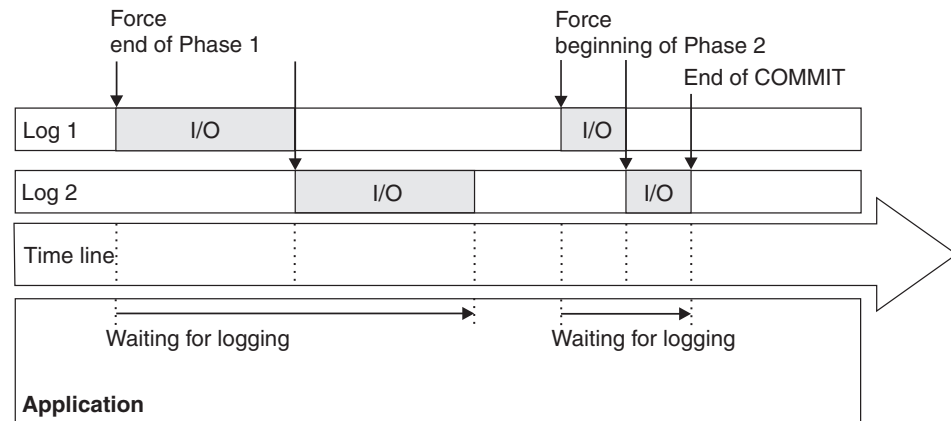 Force
end of Phase 1
Force
beginning of Phase 2
End of COMMIT
Log 1
I/O
I/O
Log 2
I/O
I/O
Time line
Waiting for logging
Waiting for logging
Application